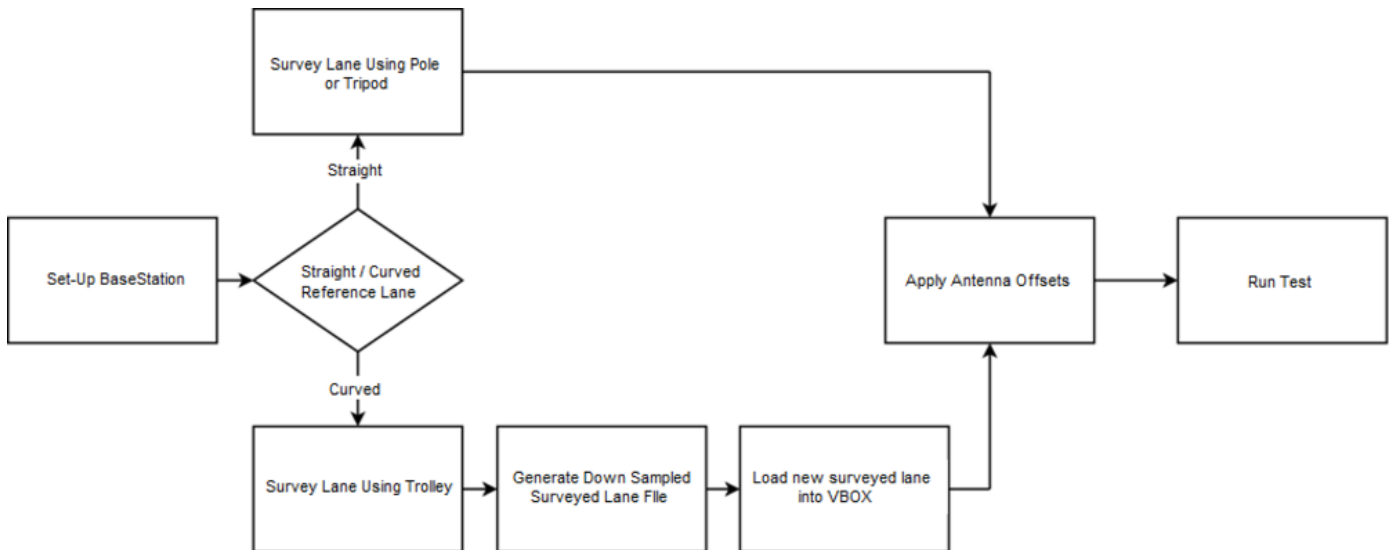 Survey Lane Using Pole
or Tripod
Straight
Set-Up BaseStation
Straight / Curved
Reference Lane
Apply Antenna Offsets
Run Test
Curved
Survey Lane Using Trolley
Generate Down Sampled
Surveyed Lane FIle
Load new surveyed lane
into VBOX